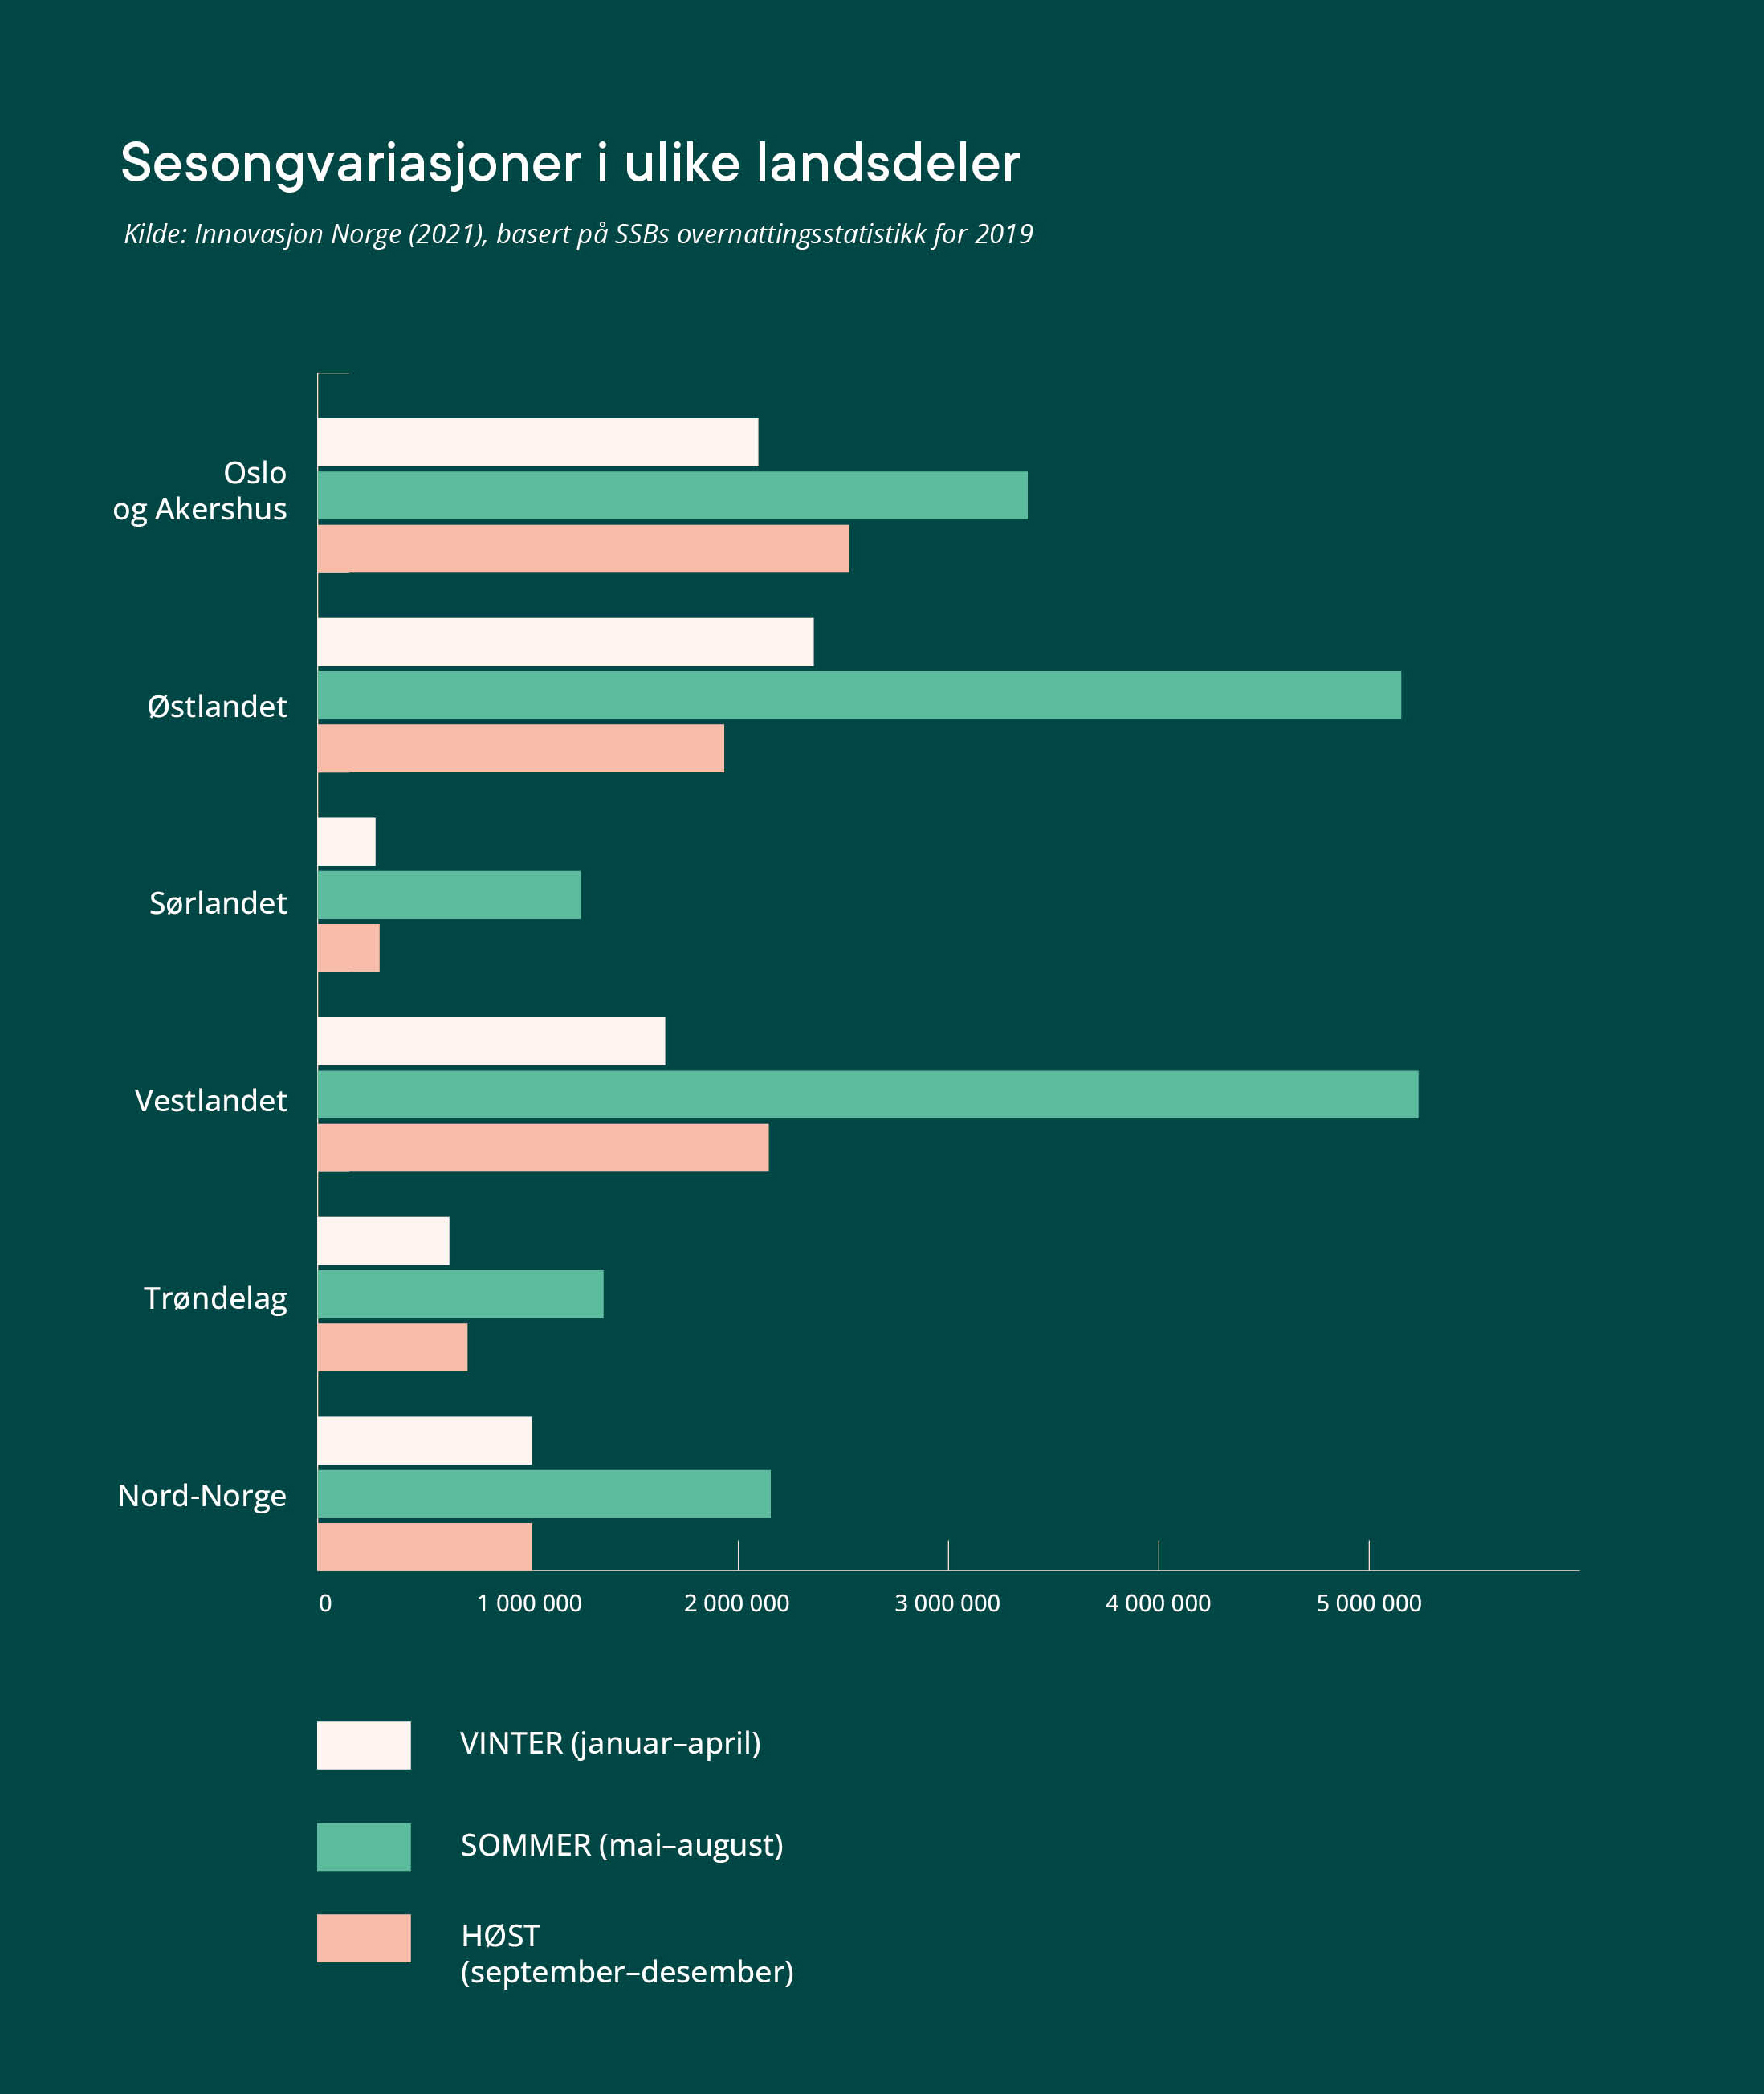 Sesongvariasjoner i ulike landsdeler
Kilde: Innovasjon Norge (2021), basert på SSBs overnattingsstatistikk for 2019
Oslo
og Akershus
Østlandet
Sørlandet
Vestlandet
Trøndelag
Nord-Norge
0 1 000 000 2 000 000 3 000 000 4 000 000 5 000 000
VINTER (januar–april)
SOMMER (mai–august)
HØST
(september–desember)